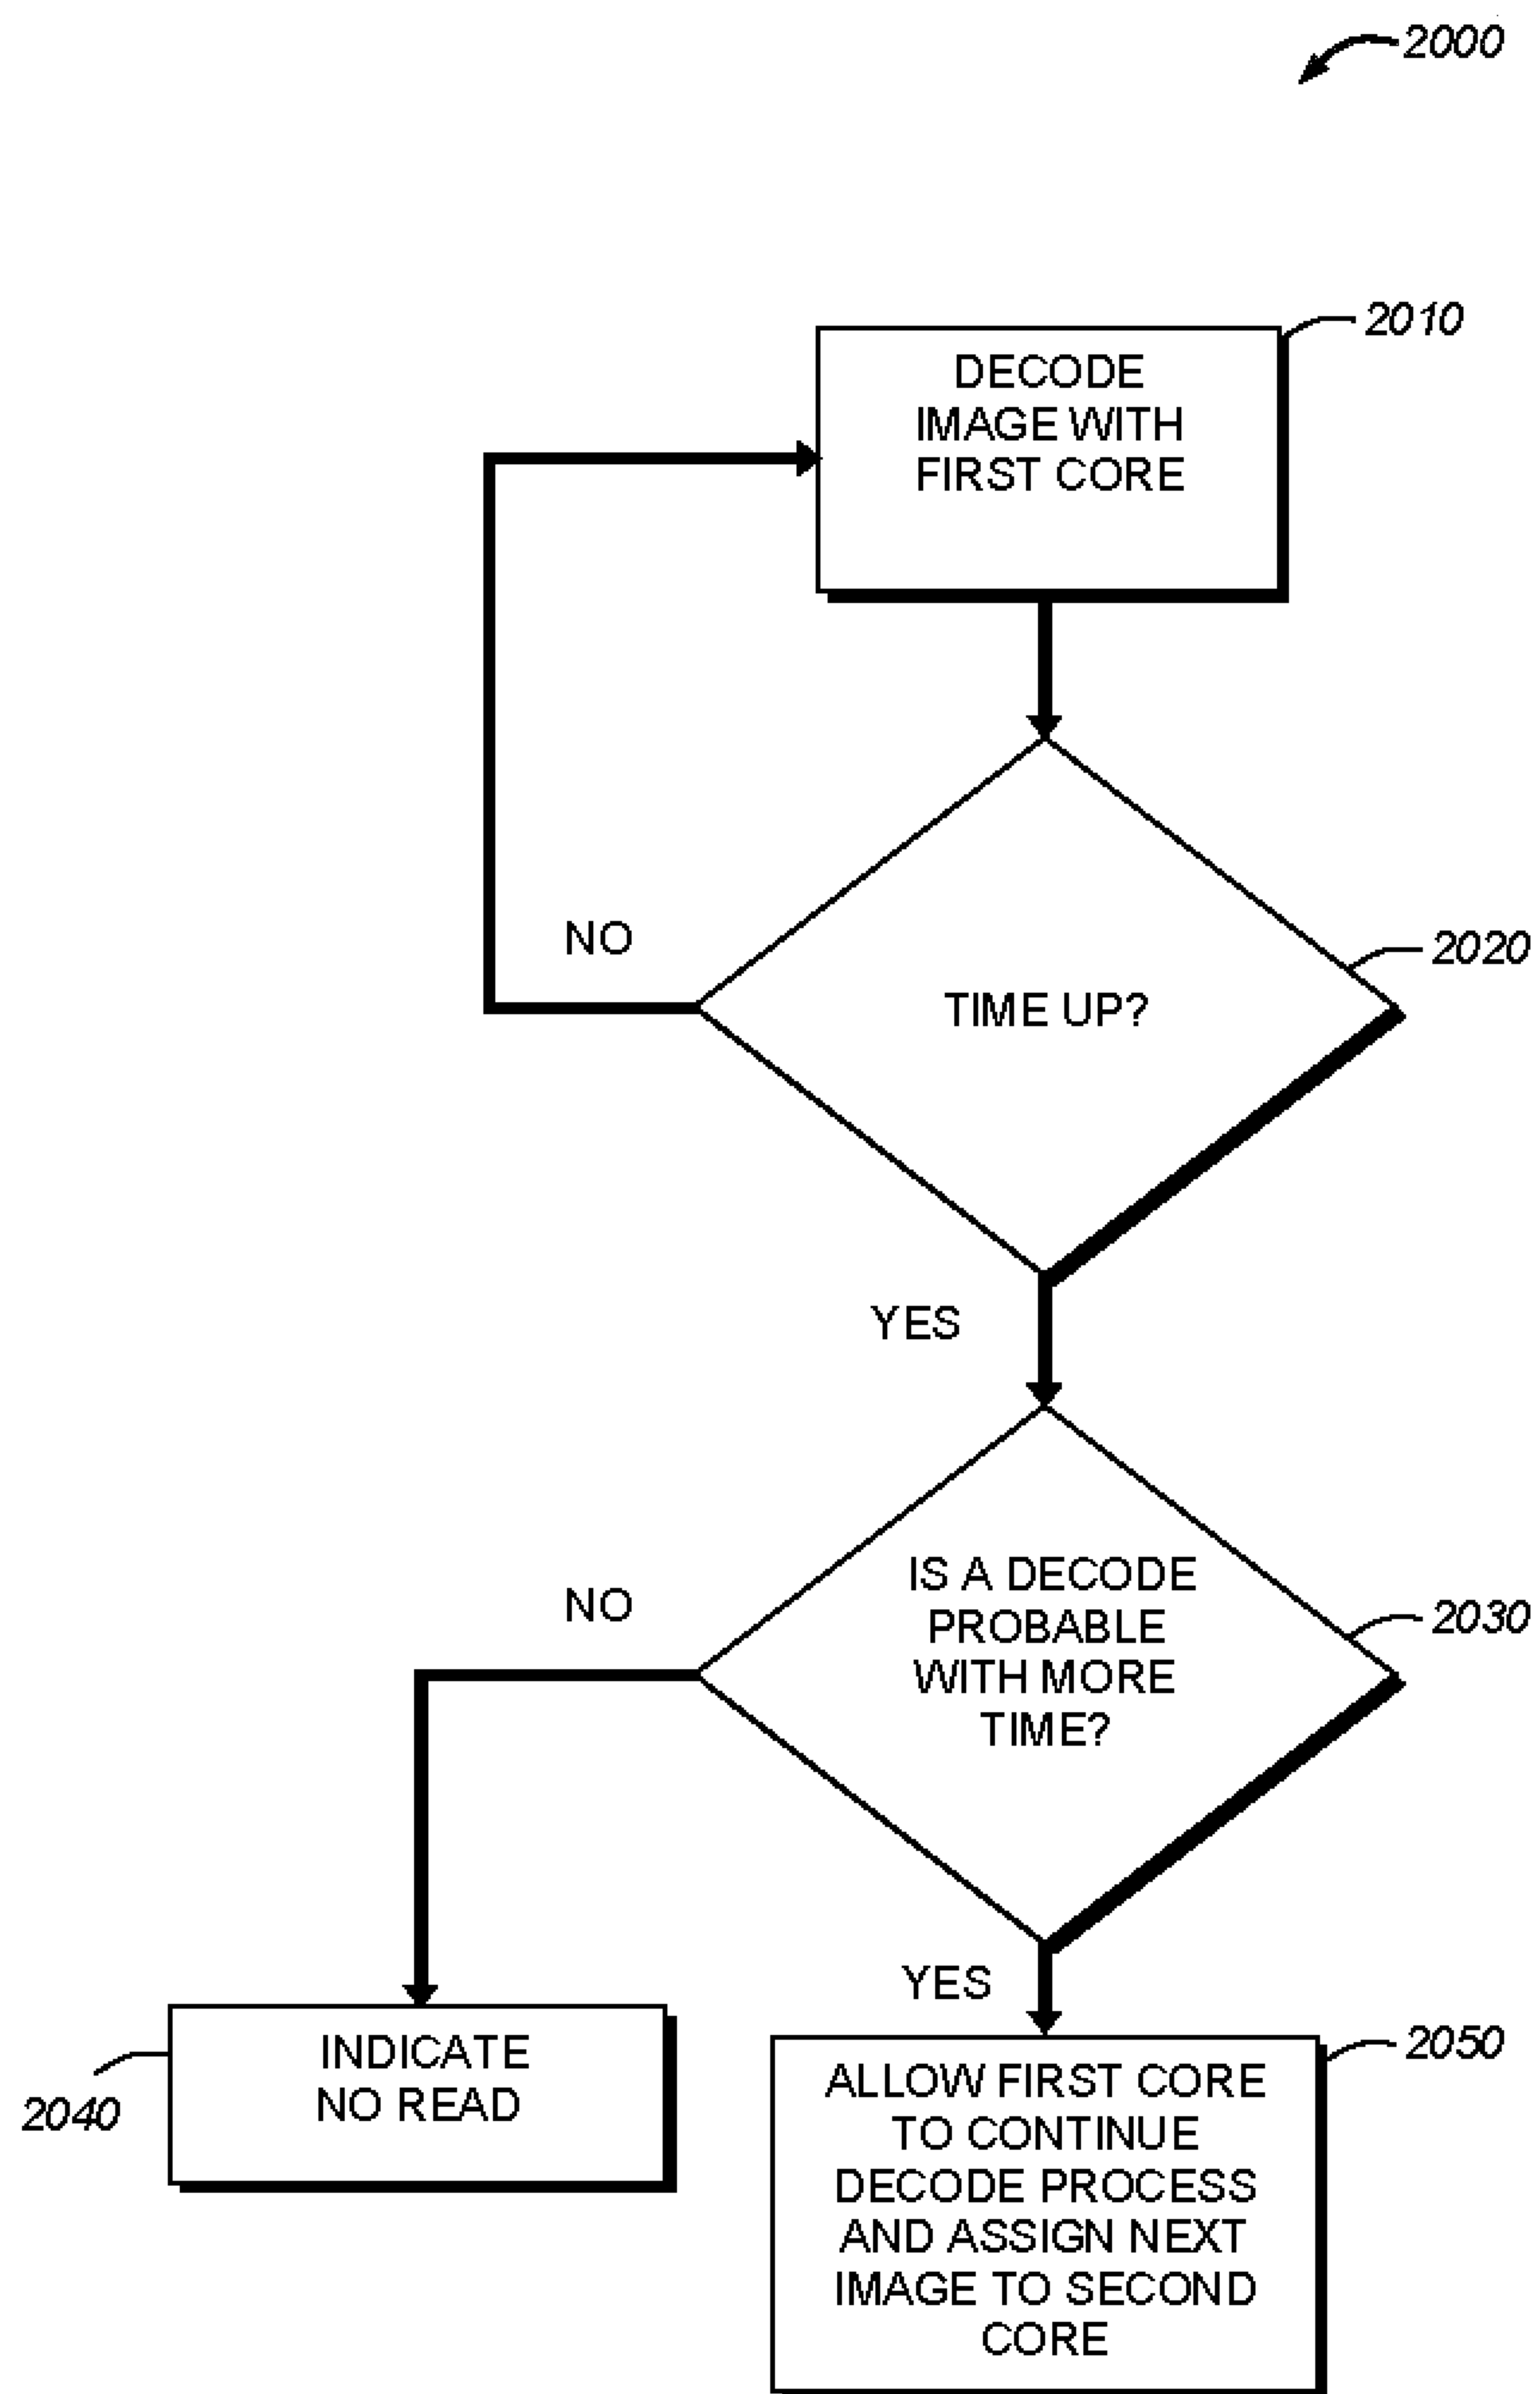 2000
2010
DECODE
IMAGE WITH
FIRST CORE
NO
2020
TIME UP?
YES
NO
IS A DECODE
PROBABLE
WITH MORE
TIME?
2030
YES
INDICATE
NO READ
2040
2050
ALLOW FIRST CORE
TO CONTINUE
DECODE PROCESS
AND ASSIGN NEXT
IMAGE TO SECOND
CORE